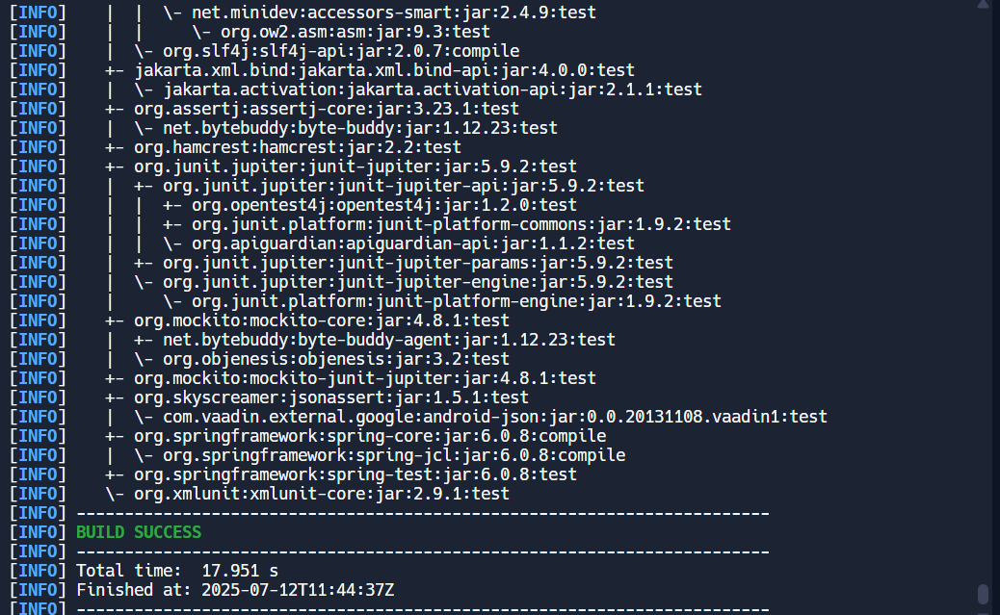 [INFO]    |  |  \- net.minidev:accessors-smart:jar:2.4.9:test
[INFO]    |  |     \- org.ow2.asm:asm:jar:9.3:test
[INFO]    |  \- org.slf4j:slf4j-api:jar:2.0.7:compile
[INFO]    +- jakarta.xml.bind:jakarta.xml.bind-api:jar:4.0.0:test
[INFO]    |  \- jakarta.activation:jakarta.activation-api:jar:2.1.1:test
[INFO]    +- org.assertj:assertj-core:jar:3.23.1:test
[INFO]    |  \- net.bytebuddy:byte-buddy:jar:1.12.23:test
[INFO]    +- org.hamcrest:hamcrest:jar:2.2:test
[INFO]    +- org.junit.jupiter:junit-jupiter:jar:5.9.2:test
[INFO]    |  +- org.junit.jupiter:junit-jupiter-api:jar:5.9.2:test
[INFO]    |  |  +- org.opentest4j:opentest4j:jar:1.2.0:test
[INFO]    |  |  +- org.junit.platform:junit-platform-commons:jar:1.9.2:test
[INFO]    |  |  \- org.apiguardian:apiguardian-api:jar:1.1.2:test
[INFO]    |  +- org.junit.jupiter:junit-jupiter-params:jar:5.9.2:test
[INFO]    |  \- org.junit.jupiter:junit-jupiter-engine:jar:5.9.2:test
[INFO]    |     \- org.junit.platform:junit-platform-engine:jar:1.9.2:test
[INFO]    +- org.mockito:mockito-core:jar:4.8.1:test
[INFO]    |  +- net.bytebuddy:byte-buddy-agent:jar:1.12.23:test
[INFO]    |  \- org.objenesis:objenesis:jar:3.2:test
[INFO]    +- org.mockito:mockito-junit-jupiter:jar:4.8.1:test
[INFO]    +- org.skyscreamer:jsonassert:jar:1.5.1:test
[INFO]    |  \- com.vaadin.external.google:android-json:jar:0.0.20131108.vaadin1:test
[INFO]    +- org.springframework:spring-core:jar:6.0.8:compile
[INFO]    |  \- org.springframework:spring-jcl:jar:6.0.8:compile
[INFO]    +- org.springframework:spring-test:jar:6.0.8:test
[INFO]    \- org.xmlunit:xmlunit-core:jar:2.9.1:test
[INFO] ------------------------------------------------------------------------
[INFO] BUILD SUCCESS
[INFO] ------------------------------------------------------------------------
[INFO] Total time:  17.951 s
[INFO] Finished at: 2025-07-12T11:44:37Z
[INFO] ------------------------------------------------------------------------